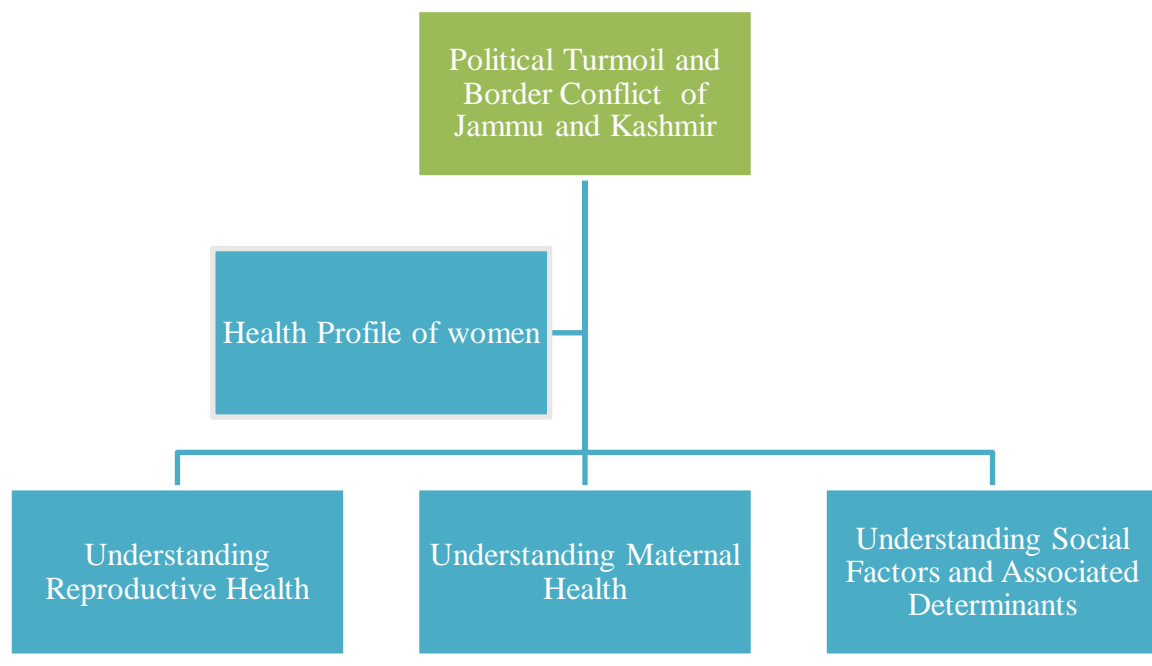 Political Turmoil and
Border Conflict of
Jammu and Kashmir
Health Profile of women
Understanding
Reproductive Health
Understanding Maternal
Health
Understanding Social
Factors and Associated
Determinants